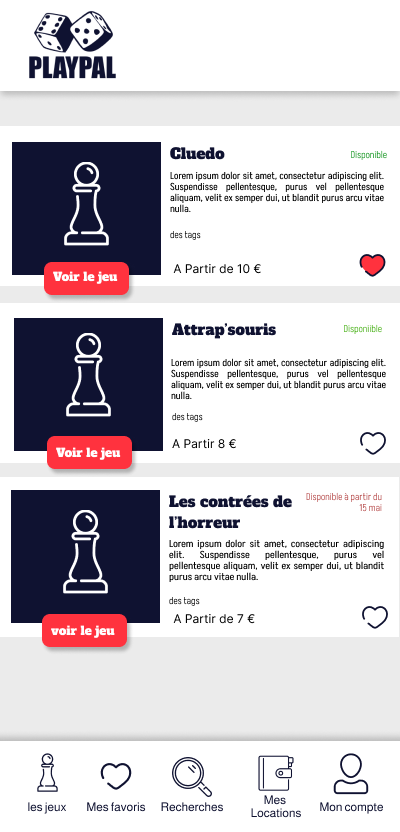 PLAYPAL
Cluedo
Disponible
Lorem ipsum dolor sit amet, consectetur adipiscing elit.
Suspendisse pellentesque, purus vel pellentesque
aliquam, velit ex semper dui, ut blandit purus arcu vitae
nulla.
des tags
A Partir de 10 €
Voir le jeu
Attrap'souris
Disponiible
Lorem ipsum dolor sit amet, consectetur adipiscing elit.
Suspendisse pellentesque, purus vel pellentesque
aliquam, velit ex semper dui, ut blandit purus arcu vitae
nulla.
des tags
A Partir 8 €
Voir le jeu
Les contrées de
l'horreur
Disponible à partir du
15 mai
Lorem ipsum dolor sit amet, consectetur adipiscing
elit. Suspendisse pellentesque, purus vel
pellentesque aliquam, velit ex semper dui, ut blandit
purus arcu vitae nulla.
des tags
A Partir de 7 €
voir le jeu
les jeux
Mes favoris
Recherches
Mes
Locations
Mon compte